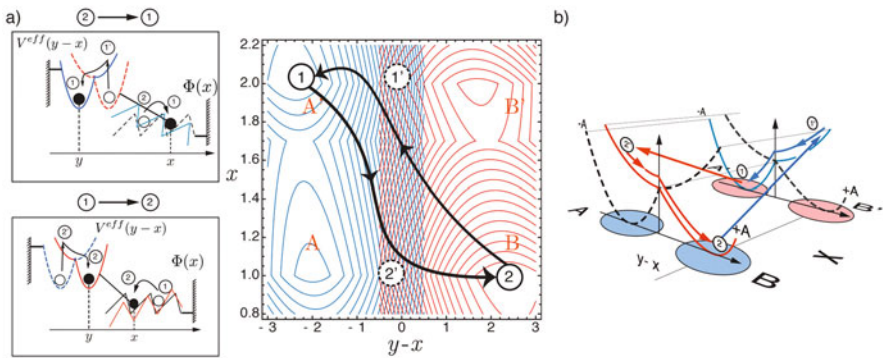 a)
② → ①
V^{eff}(y − x)
1'
1
Φ(x)
2
1
y
x
① → ②
V^{eff}(y − x)
2'
2
Φ(x)
2
1
y
x
x
2.2
2.0
1.8
1.6
1.4
1.2
1.0
0.8
1
1'
A'
B'
A
B
2'
2
-3 -2 -1 0 1 2 3
y-x
b)
-A
-A
2'
1'
1
2
+A
+A
A
B'
y-x
B
X